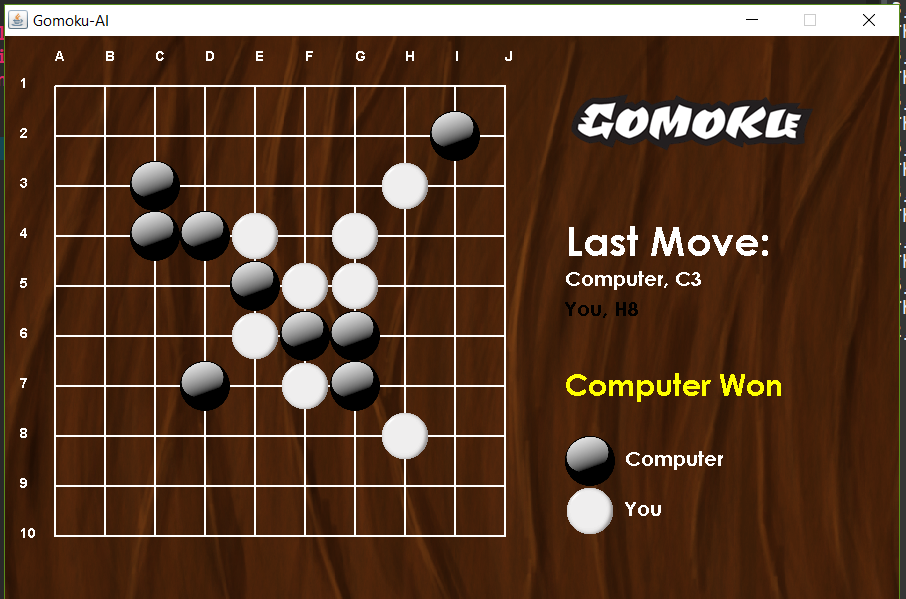 Gomoku-AI
A B C D E F G H I J
1
2
3
4
5
6
7
8
9
10
GOMOKU
Last Move:
Computer, C3
You, H8
Computer Won
Computer
You